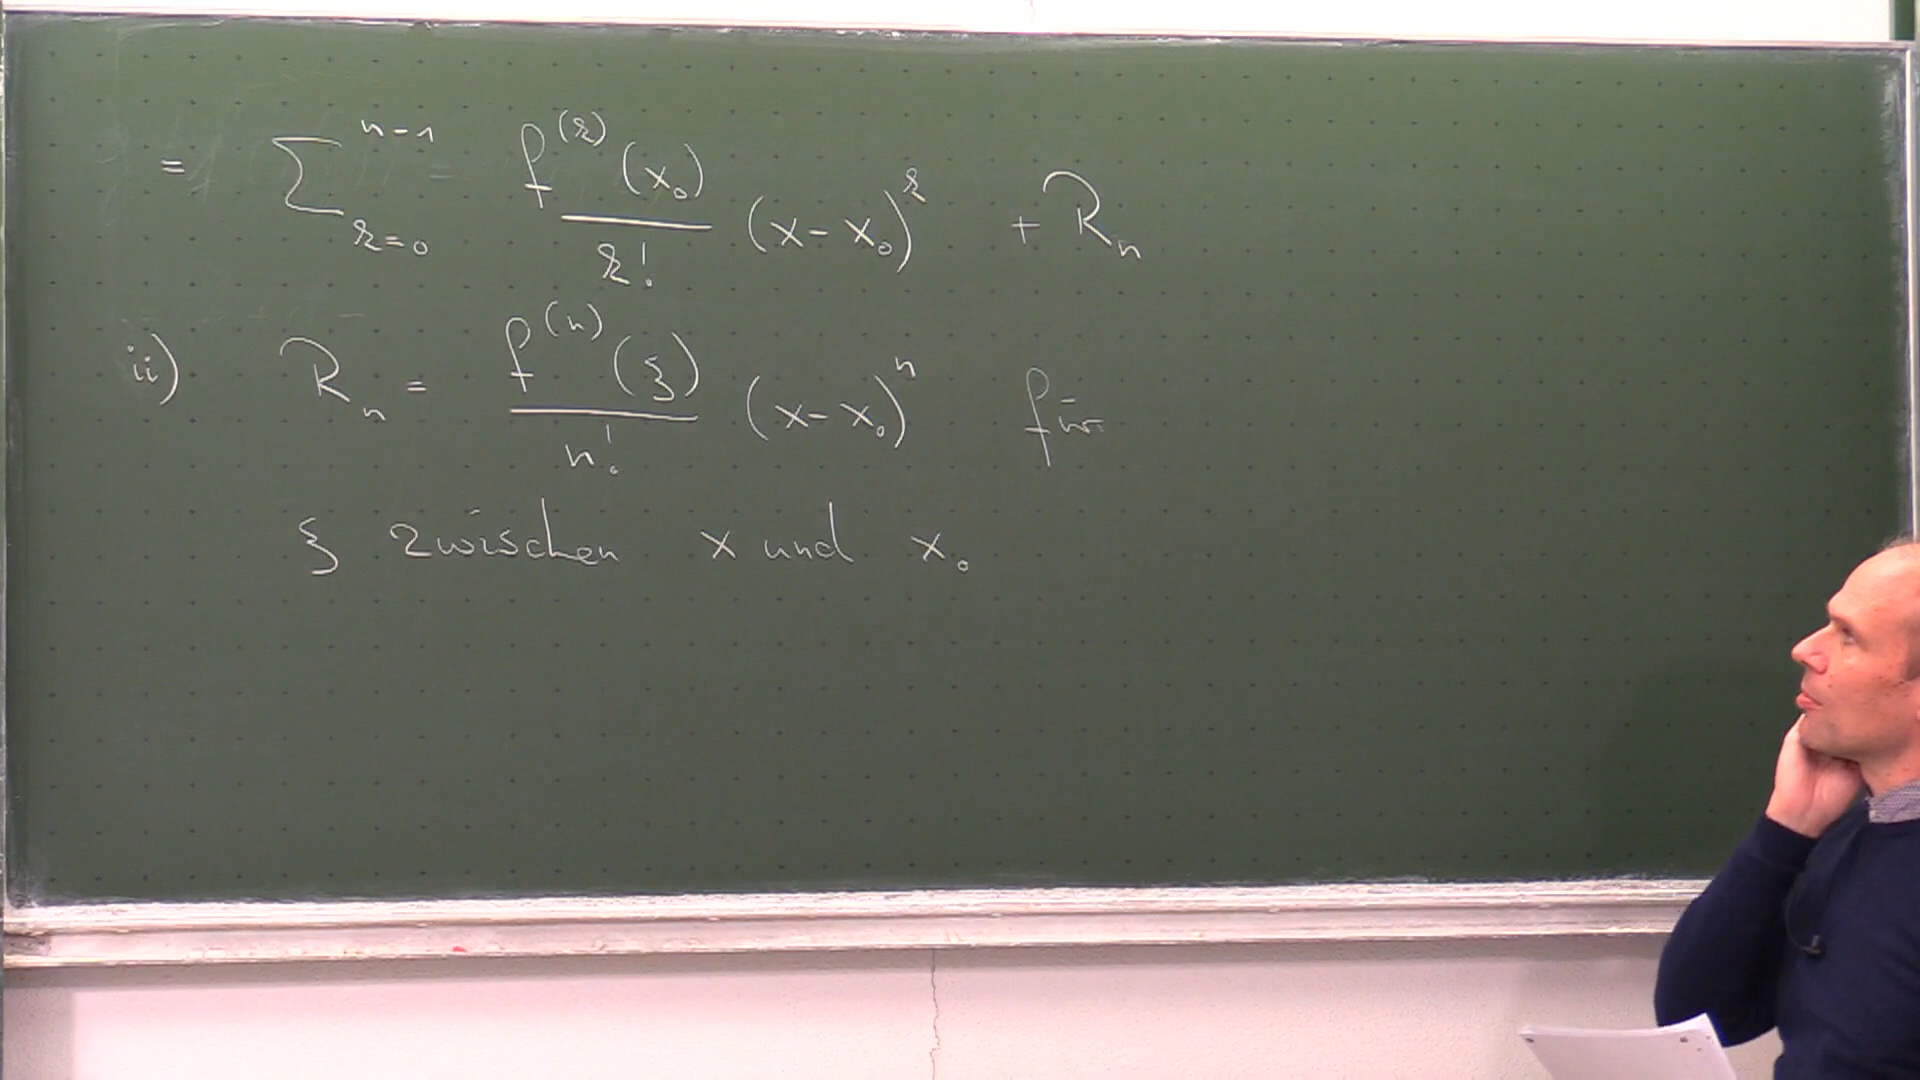 = ∑_{k=0}^{n-1} f^{(k)}(x₀)/k! (x-x₀)^k + R_n
ii) R_n = f^{(n)}(ξ)/n! (x-x₀)^n für
ξ zwischen x und x₀